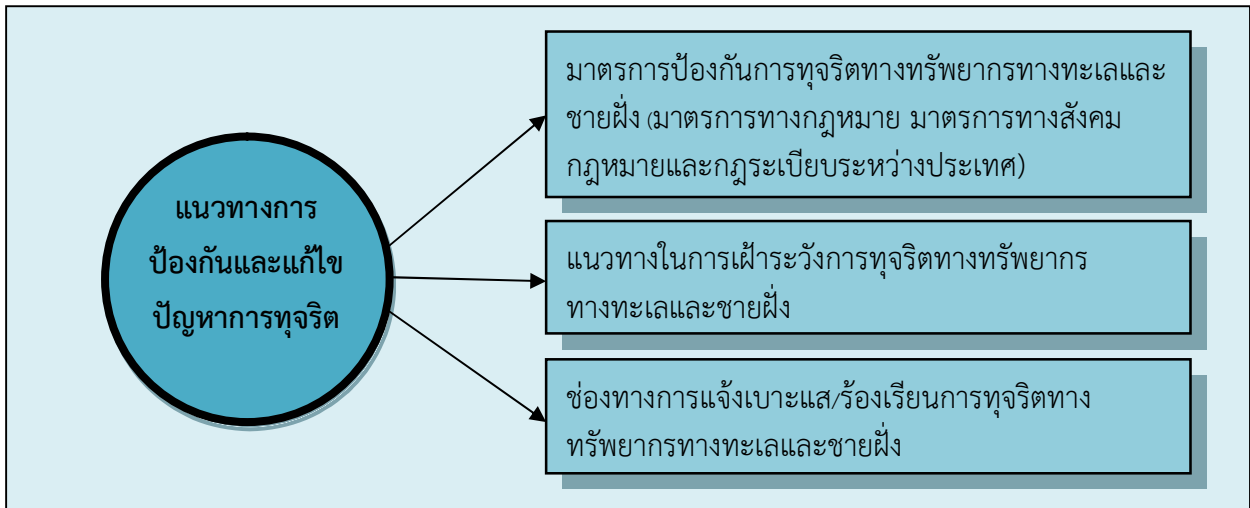 แนวทางการ
ป้องกันและแก้ไข
ปัญหาการทุจริต
มาตรการป้องกันการทุจริตทางทรัพยากรทางทะเลและ
ชายฝั่ง (มาตรการทางกฎหมาย มาตรการทางสังคม
กฎหมายและกฎระเบียบระหว่างประเทศ)
แนวทางในการเฝ้าระวังการทุจริตทางทรัพยากร
ทางทะเลและชายฝั่ง
ช่องทางการแจ้งเบาะแส/ร้องเรียนการทุจริตทาง
ทรัพยากรทางทะเลและชายฝั่ง